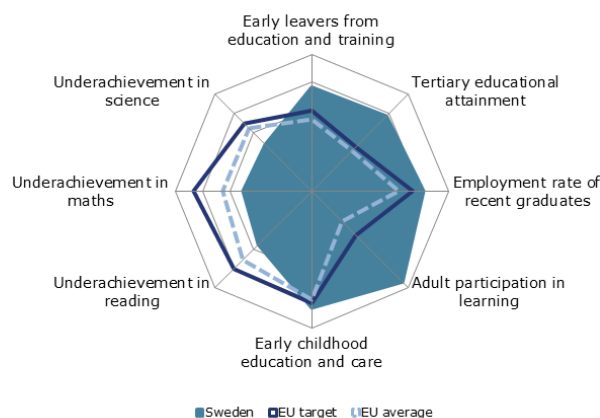 Early leavers from
education and training
Tertiary educational
attainment
Employment rate of
recent graduates
Adult participation in
learning
Early childhood
education and care
Underachievement in
reading
Underachievement in
maths
Underachievement in
science
Sweden EU target EU average